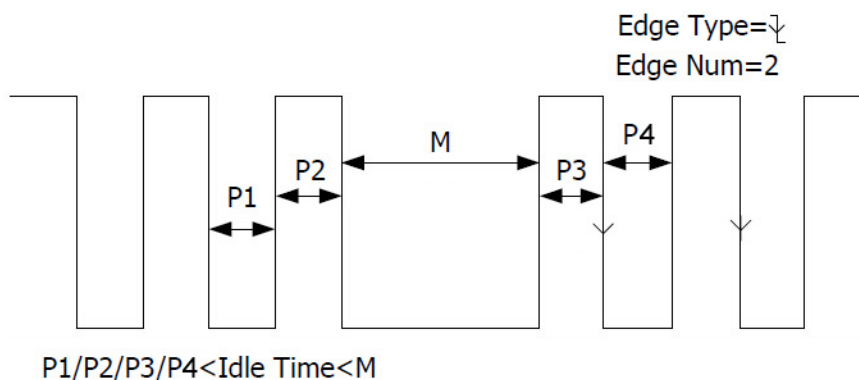 Edge Type=
Edge Num=2
M
P4
P2
P3
P1
P1/P2/P3/P4<Idle Time<M